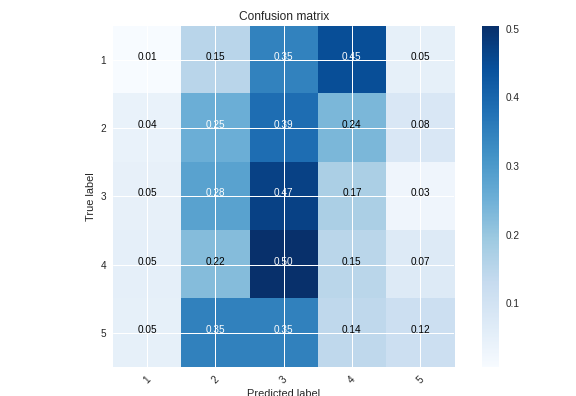 Confusion matrix
1 0.01 0.15 0.35 0.45 0.05
2 0.04 0.25 0.39 0.24 0.08
3 0.05 0.28 0.47 0.17 0.03
4 0.05 0.22 0.50 0.15 0.07
5 0.05 0.35 0.35 0.14 0.12
1 2 3 4 5
True label
Predicted label
0.5
0.4
0.3
0.2
0.1